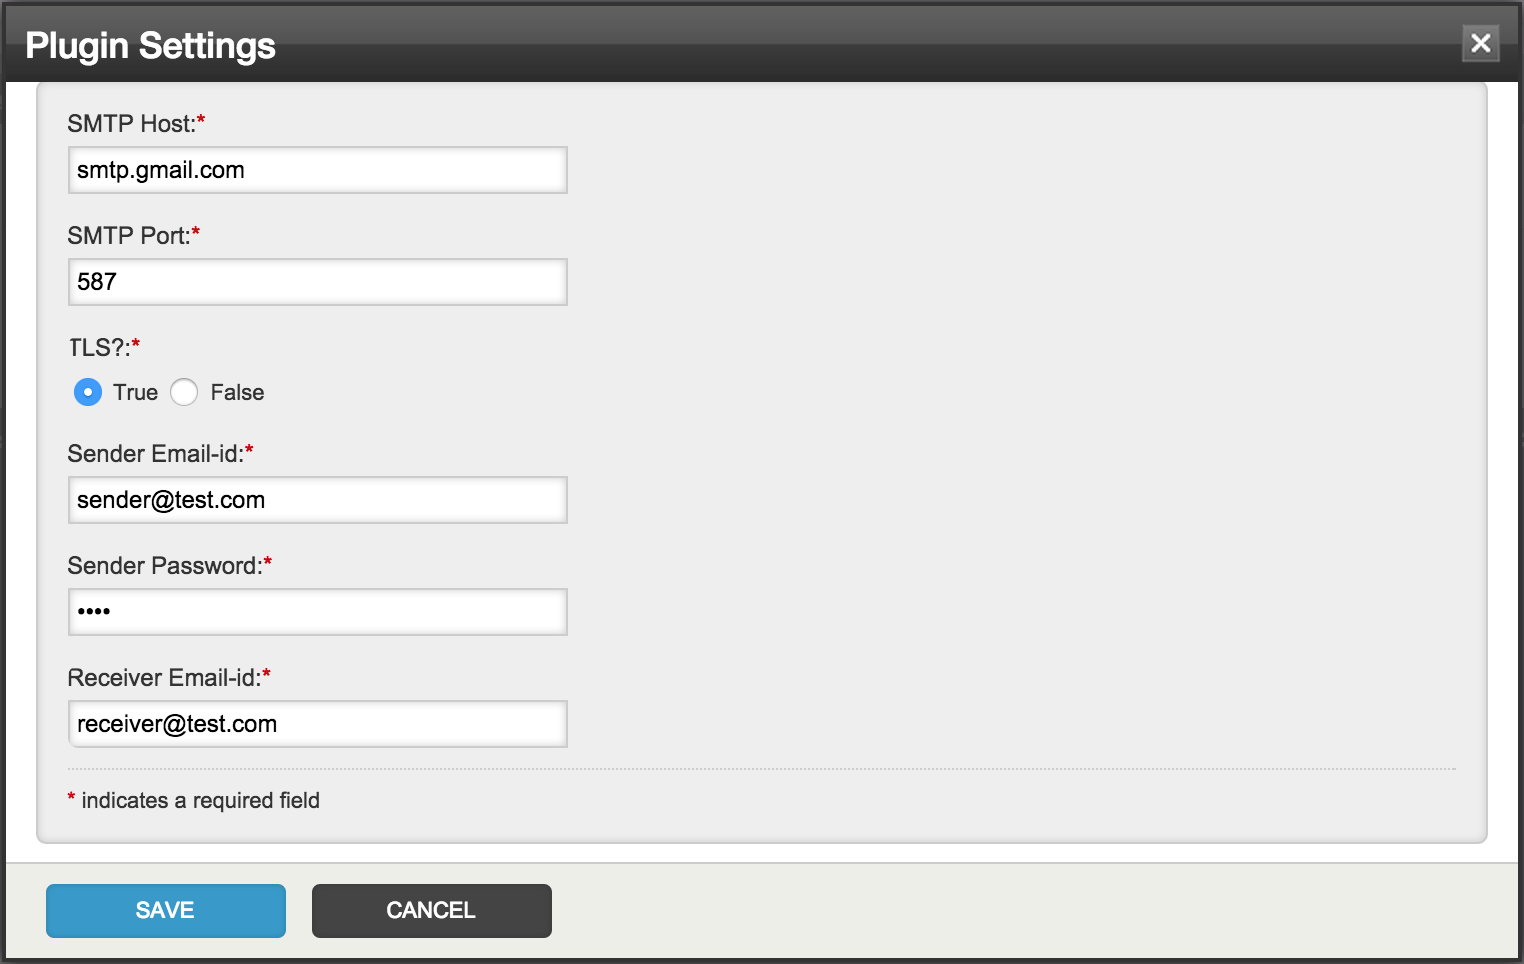 Plugin Settings
SMTP Host:*
smtp.gmail.com
SMTP Port:*
587
TLS?:*
True False
Sender Email-id:*
sender@test.com
Sender Password:*
••••
Receiver Email-id:*
receiver@test.com
* indicates a required field
SAVE CANCEL